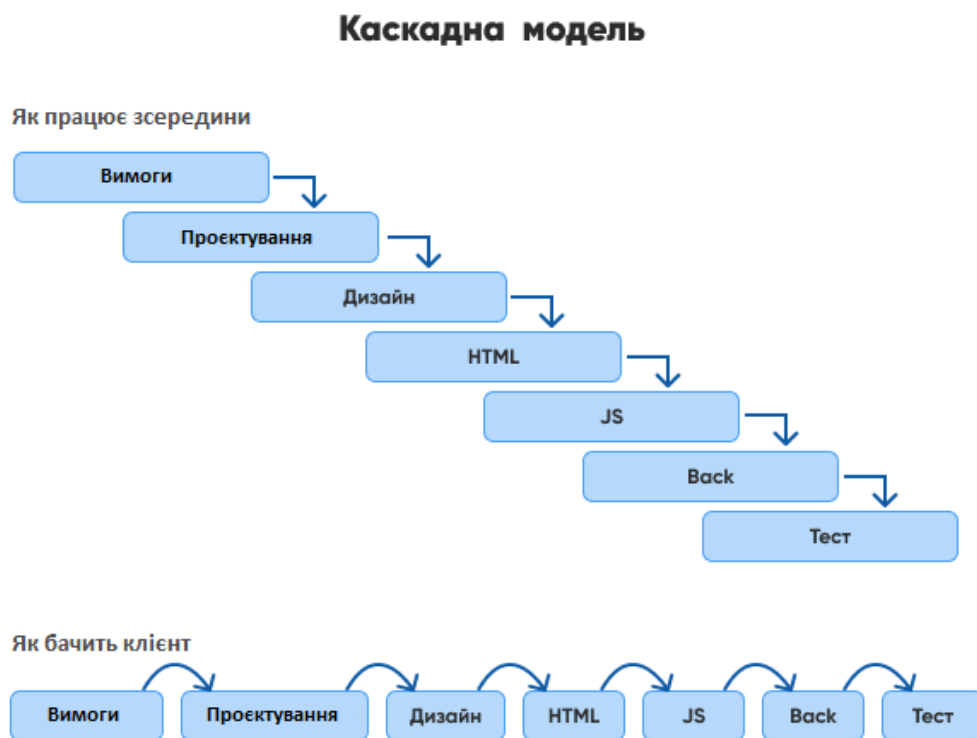 Каскадна модель
Як працює зсередини
Вимоги
Проєктування
Дизайн
HTML
JS
Back
Тест
Як бачить клієнт
Вимоги
Проєктування
Дизайн
HTML
JS
Back
Тест